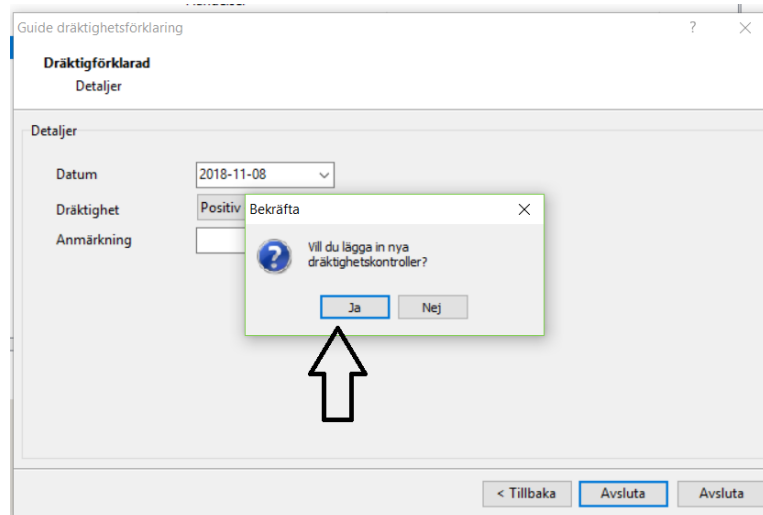 Guide dräktighetsförklaring
Dräktigförklarad
Detaljer
Detaljer
Datum 2018-11-08
Dräktighet Positiv
Anmärkning
Bekräfta
Vill du lägga in nya
dräktighetskontroller?
Ja Nej
< Tillbaka Avsluta Avsluta